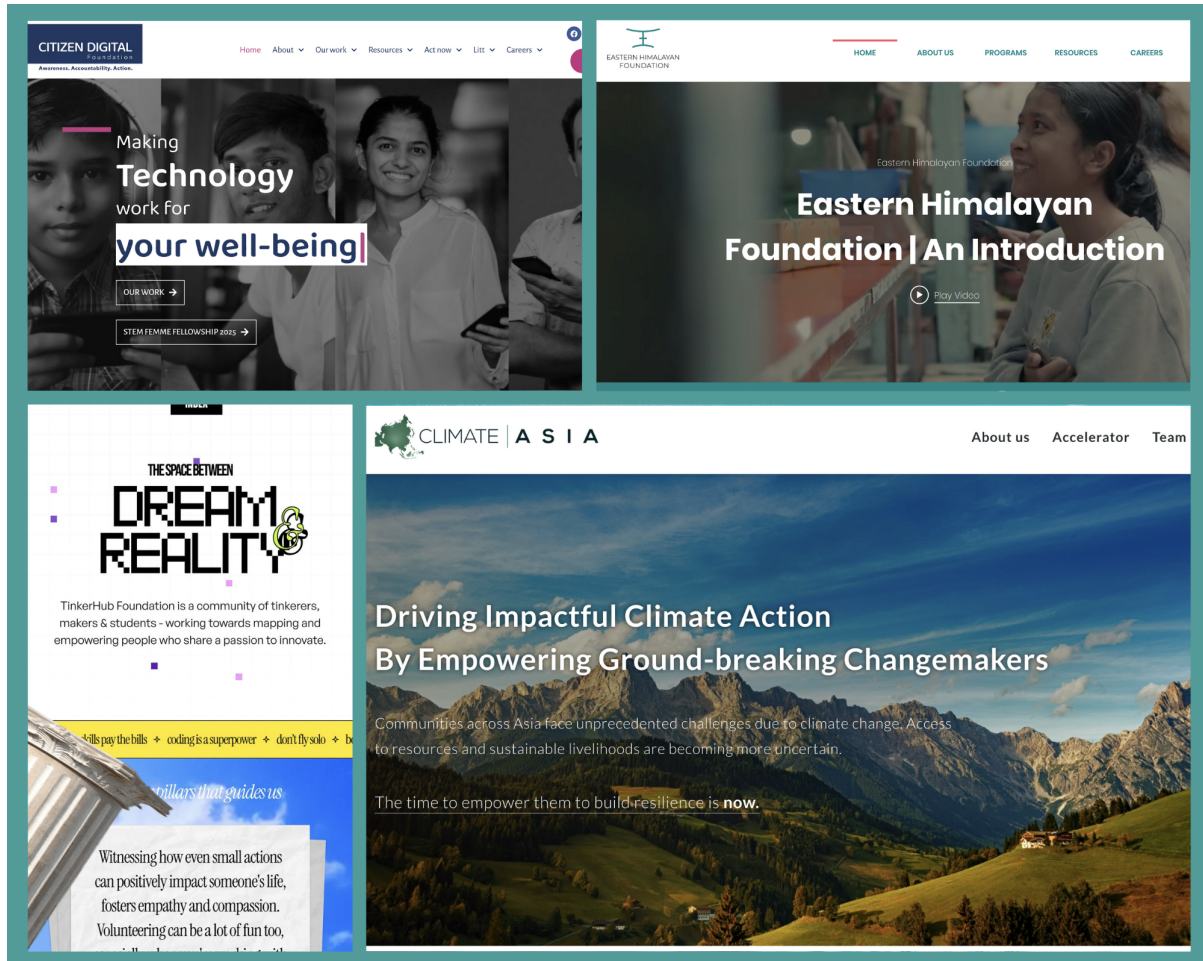 CITIZEN DIGITAL
Foundation
Awareness. Accountability. Action.
Home About Our work Resources Act now Litt Careers
Making
Technology
work for
your well-being
OUR WORK →
STEM FEMME FELLOWSHIP 2025 →
EASTERN HIMALAYAN
FOUNDATION
HOME ABOUT US PROGRAMS RESOURCES CAREERS
Eastern Himalayan Foundation
Eastern Himalayan
Foundation | An Introduction
Play Video
INDEX
THE SPACE BETWEEN
DREAM &
REALITY
TinkerHub Foundation is a community of tinkerers,
makers & students - working towards mapping and
empowering people who share a passion to innovate.
pay the bills ✧ coding is a superpower ✧ don't fly solo ✧
pillars that guides us
Witnessing how even small actions
can positively impact someone's life,
fosters empathy and compassion.
Volunteering can be a lot of fun too,
CLIMATE | ASIA
About us Accelerator Team
Driving Impactful Climate Action
By Empowering Ground-breaking Changemakers
Communities across Asia face unprecedented challenges due to climate change. Access
to resources and sustainable livelihoods are becoming more uncertain.
The time to empower them to build resilience is now.